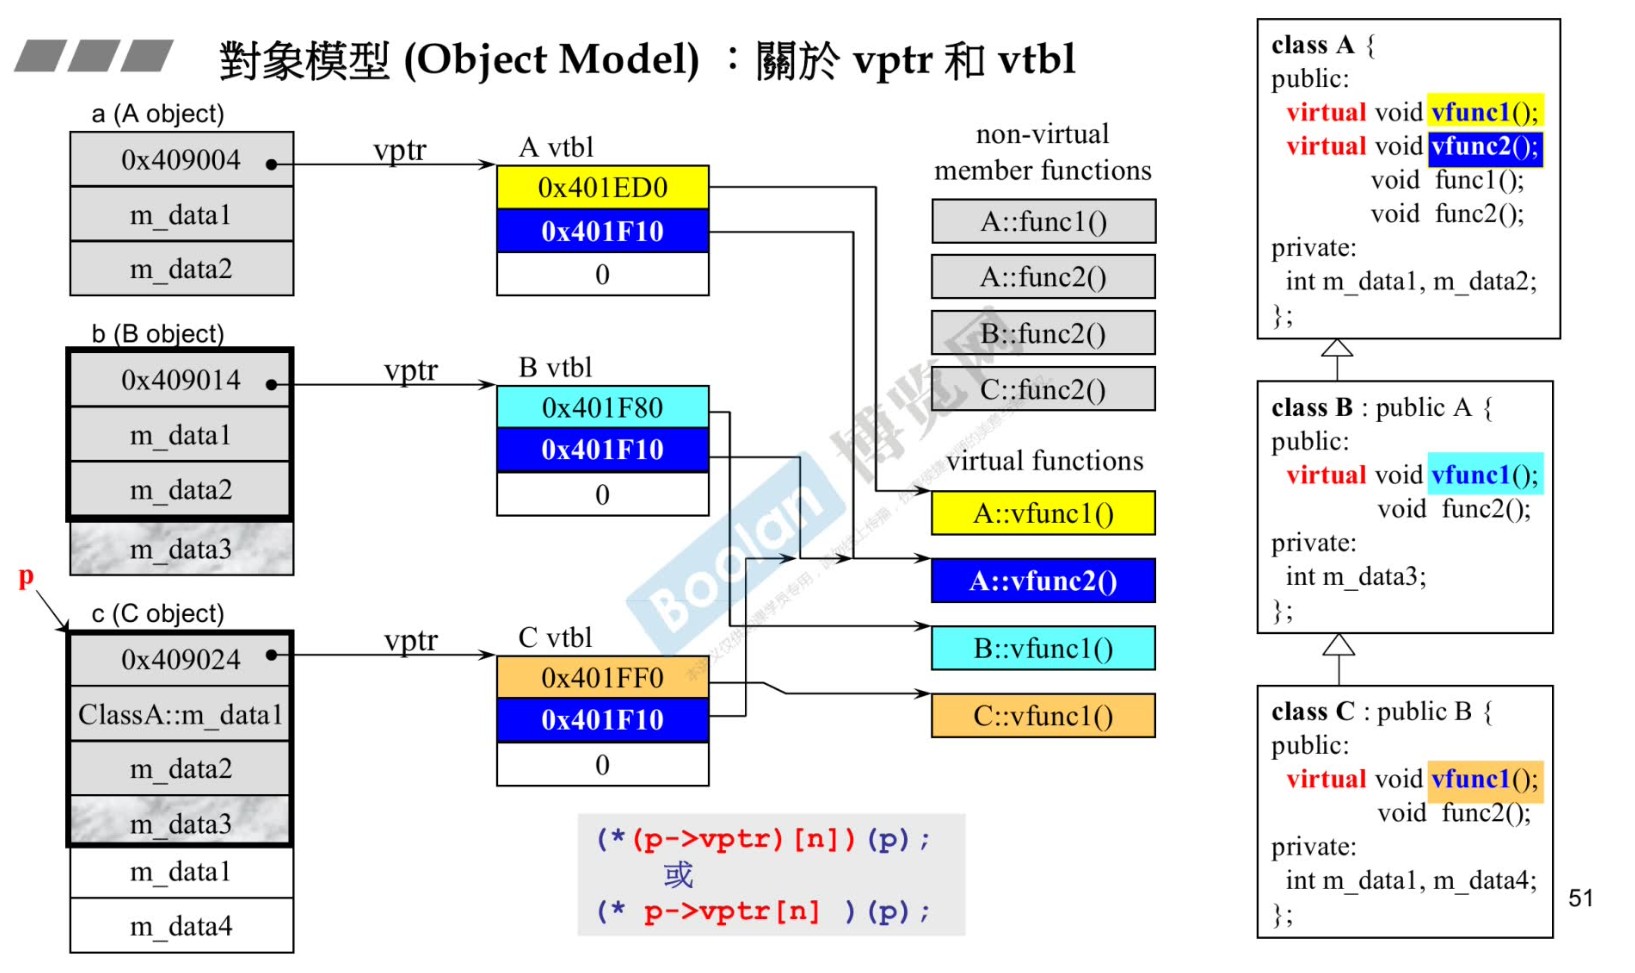 對象模型 (Object Model) ：關於 vptr 和 vtbl
a (A object)
0x409004
m_data1
m_data2
vptr
A vtbl
0x401ED0
0x401F10
0
b (B object)
0x409014
m_data1
m_data2
m_data3
vptr
B vtbl
0x401F80
0x401F10
0
p
c (C object)
0x409024
ClassA::m_data1
m_data2
m_data3
m_data1
m_data4
vptr
C vtbl
0x401FF0
0x401F10
0
(*(p->vptr)[n])(p);
或
(* p->vptr[n] )(p);
non-virtual
member functions
A::func1()
A::func2()
B::func2()
C::func2()
virtual functions
A::vfunc1()
A::vfunc2()
B::vfunc1()
C::vfunc1()
Boolan 博览网
class A {
public:
virtual void vfunc1();
virtual void vfunc2();
void func1();
void func2();
private:
int m_data1, m_data2;
};
class B : public A {
public:
virtual void vfunc1();
void func2();
private:
int m_data3;
};
class C : public B {
public:
virtual void vfunc1();
void func2();
private:
int m_data1, m_data4;
};
51